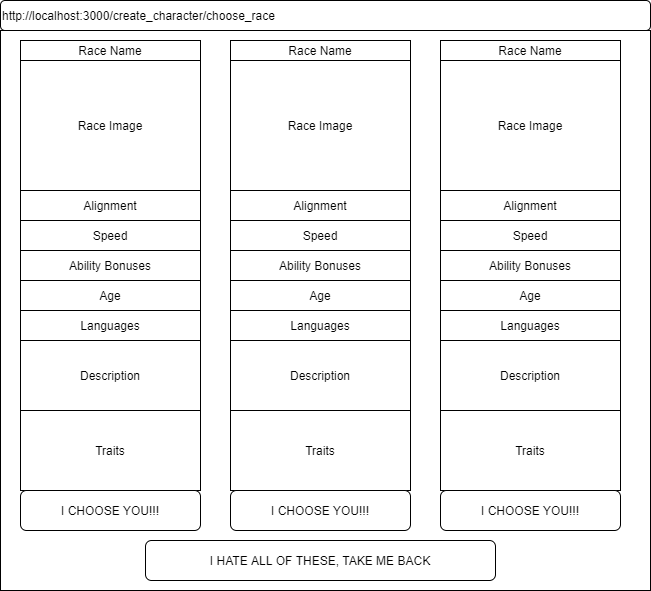 http://localhost:3000/create_character/choose_race
Race Name
Race Image
Alignment
Speed
Ability Bonuses
Age
Languages
Description
Traits
I CHOOSE YOU!!!
Race Name
Race Image
Alignment
Speed
Ability Bonuses
Age
Languages
Description
Traits
I CHOOSE YOU!!!
Race Name
Race Image
Alignment
Speed
Ability Bonuses
Age
Languages
Description
Traits
I CHOOSE YOU!!!
I HATE ALL OF THESE, TAKE ME BACK